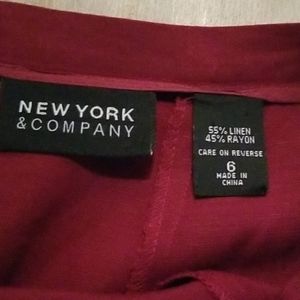 NEW YORK
& COMPANY
55% LINEN
45% RAYON
CARE ON REVERSE
6
MADE IN
CHINA